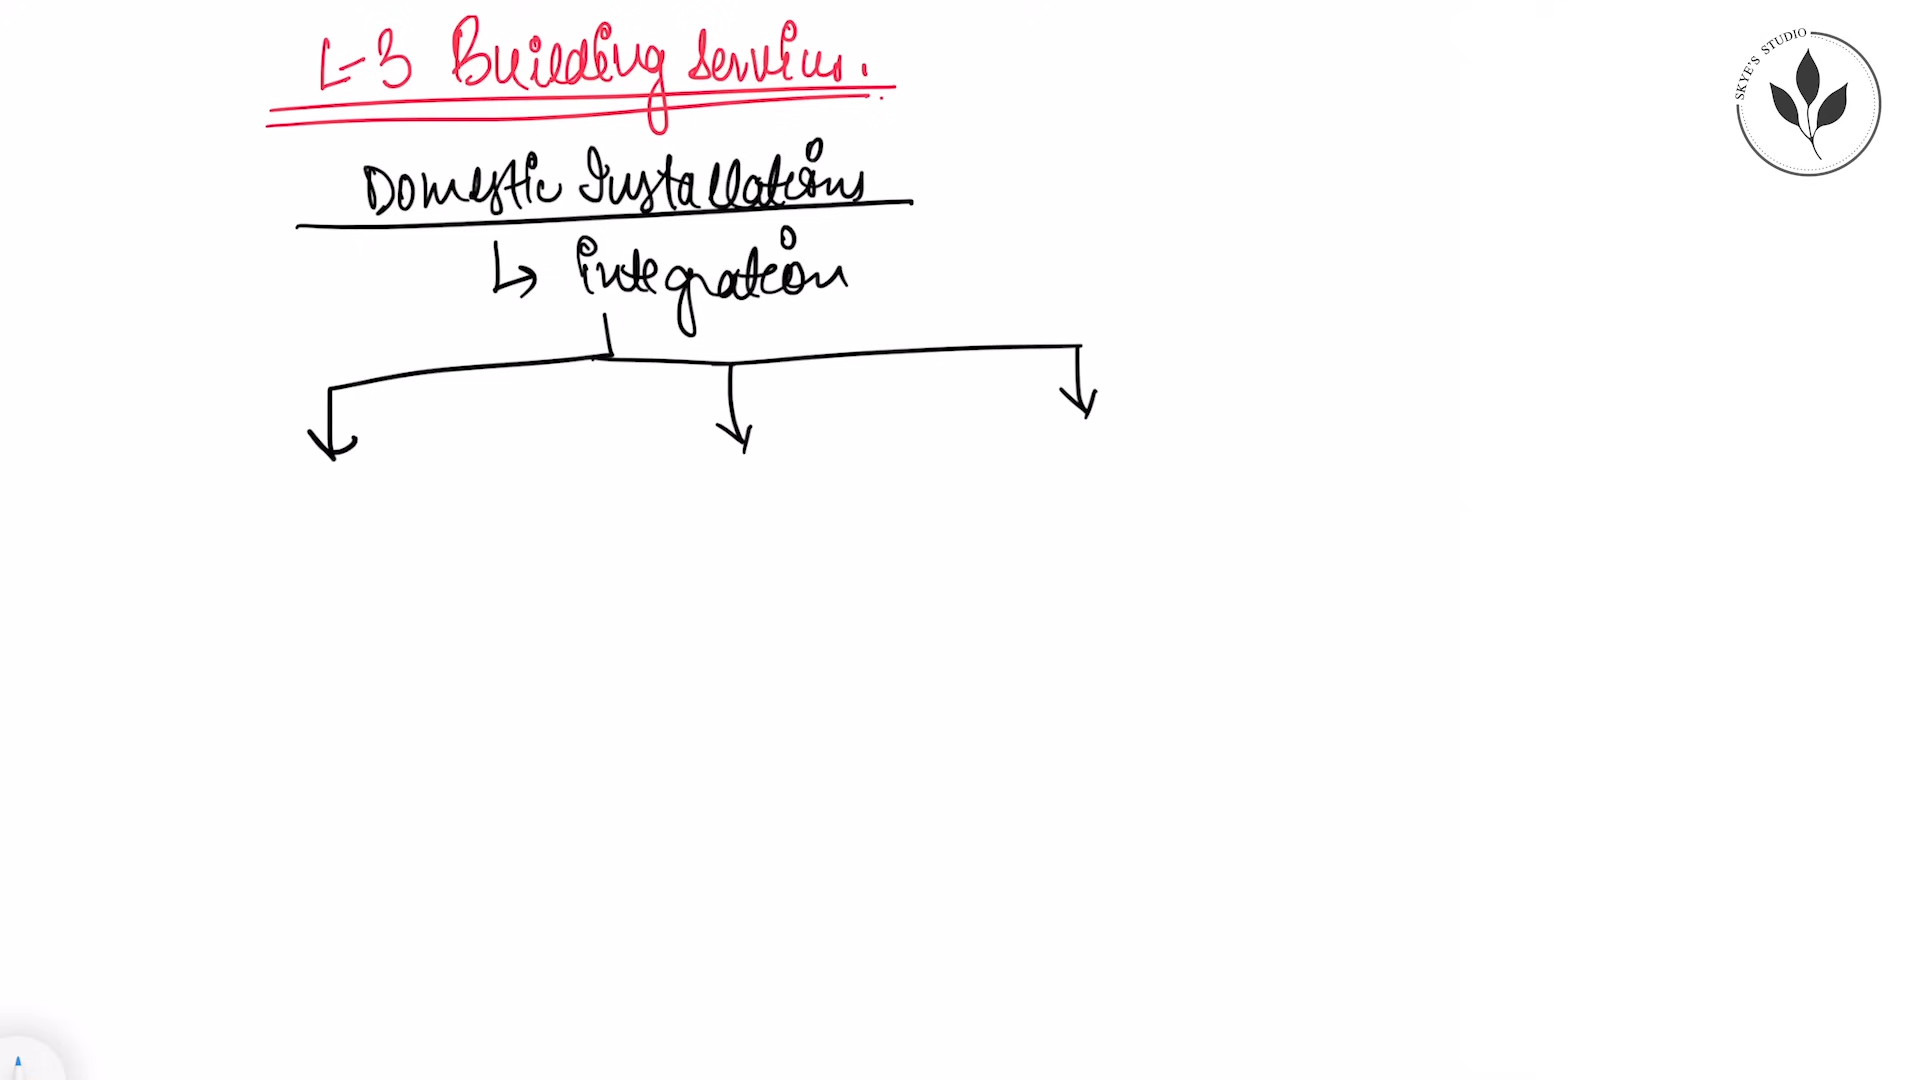 L-3 Building Services.
Domestic Installations
↳ integration
SKYE'S STUDIO